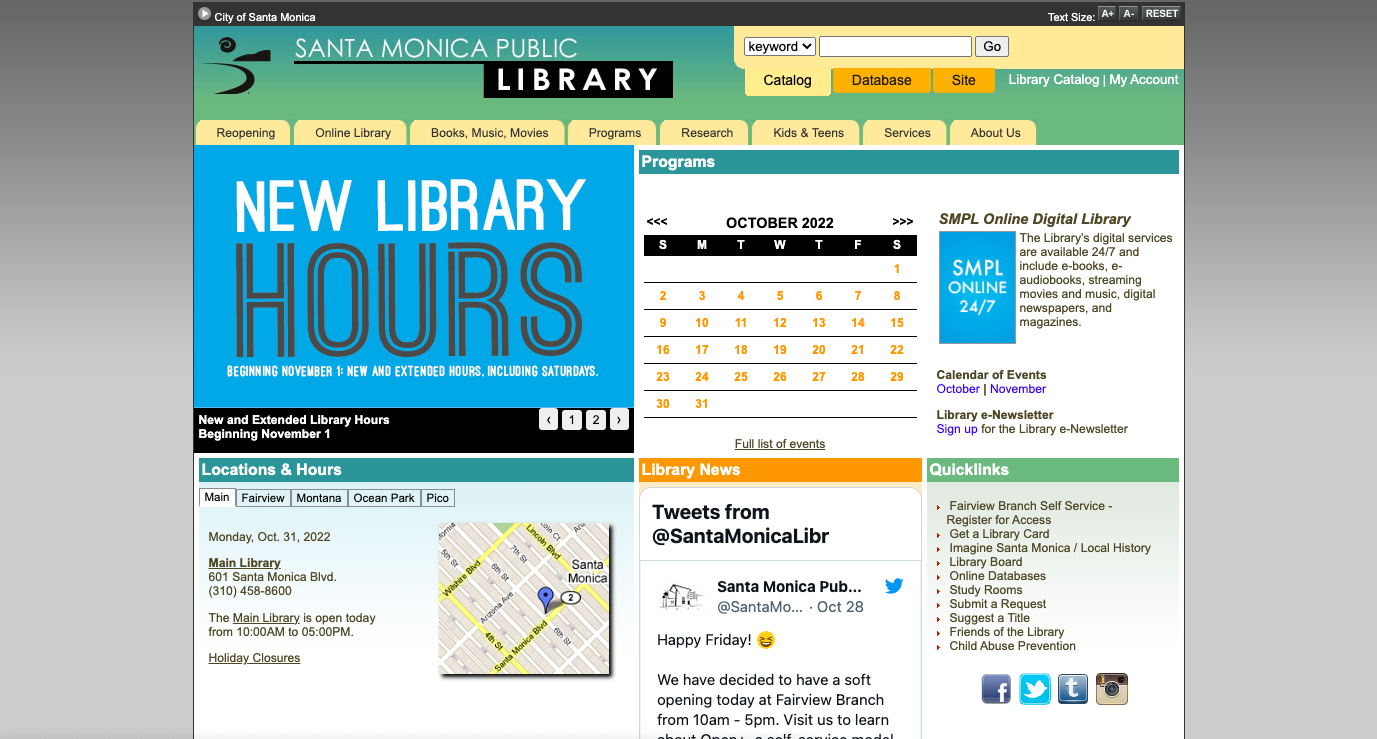 City of Santa Monica
Text Size: A+ A- RESET
SANTA MONICA PUBLIC
LIBRARY
keyword
Go
Catalog
Database
Site
Library Catalog | My Account
Reopening
Online Library
Books, Music, Movies
Programs
Research
Kids & Teens
Services
About Us
NEW LIBRARY
HOURS
BEGINNING NOVEMBER 1: NEW AND EXTENDED HOURS, INCLUDING SATURDAYS.
New and Extended Library Hours
Beginning November 1
‹ 1 2 ›
Programs
<<< OCTOBER 2022 >>>
S M T W T F S
1
2 3 4 5 6 7 8
9 10 11 12 13 14 15
16 17 18 19 20 21 22
23 24 25 26 27 28 29
30 31
Full list of events
SMPL Online Digital Library
SMPL
ONLINE
24/7
The Library's digital services
are available 24/7 and
include e-books, e-
audiobooks, streaming
movies and music, digital
newspapers, and
magazines.
Calendar of Events
October | November
Library e-Newsletter
Sign up for the Library e-Newsletter
Locations & Hours
Main
Fairview
Montana
Ocean Park
Pico
Monday, Oct. 31, 2022
Main Library
601 Santa Monica Blvd.
(310) 458-8600
The Main Library is open today
from 10:00AM to 05:00PM.
Holiday Closures
Lincoln Blvd
7th St
5th St
Wilshire Blvd
6th St
Arizona Ave
Santa
Monica
2
4th St
Santa Monica Blvd
6th St
Library News
Tweets from
@SantaMonicaLibr
Santa Monica Pub...
@SantaMo... · Oct 28
Happy Friday! 😆
We have decided to have a soft
opening today at Fairview Branch
from 10am - 5pm. Visit us to learn
about Open+, a self-service model
Quicklinks
Fairview Branch Self Service -
Register for Access
Get a Library Card
Imagine Santa Monica / Local History
Library Board
Online Databases
Study Rooms
Submit a Request
Suggest a Title
Friends of the Library
Child Abuse Prevention